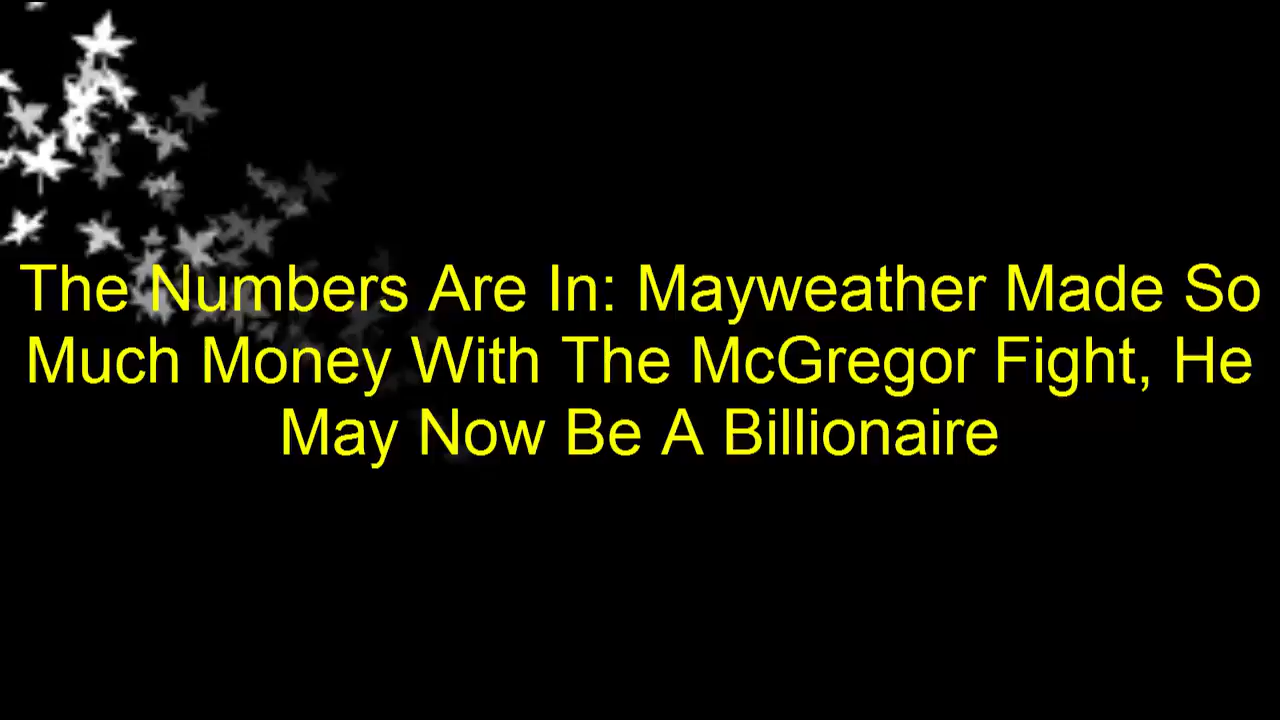 The Numbers Are In: Mayweather Made So
Much Money With The McGregor Fight, He
May Now Be A Billionaire